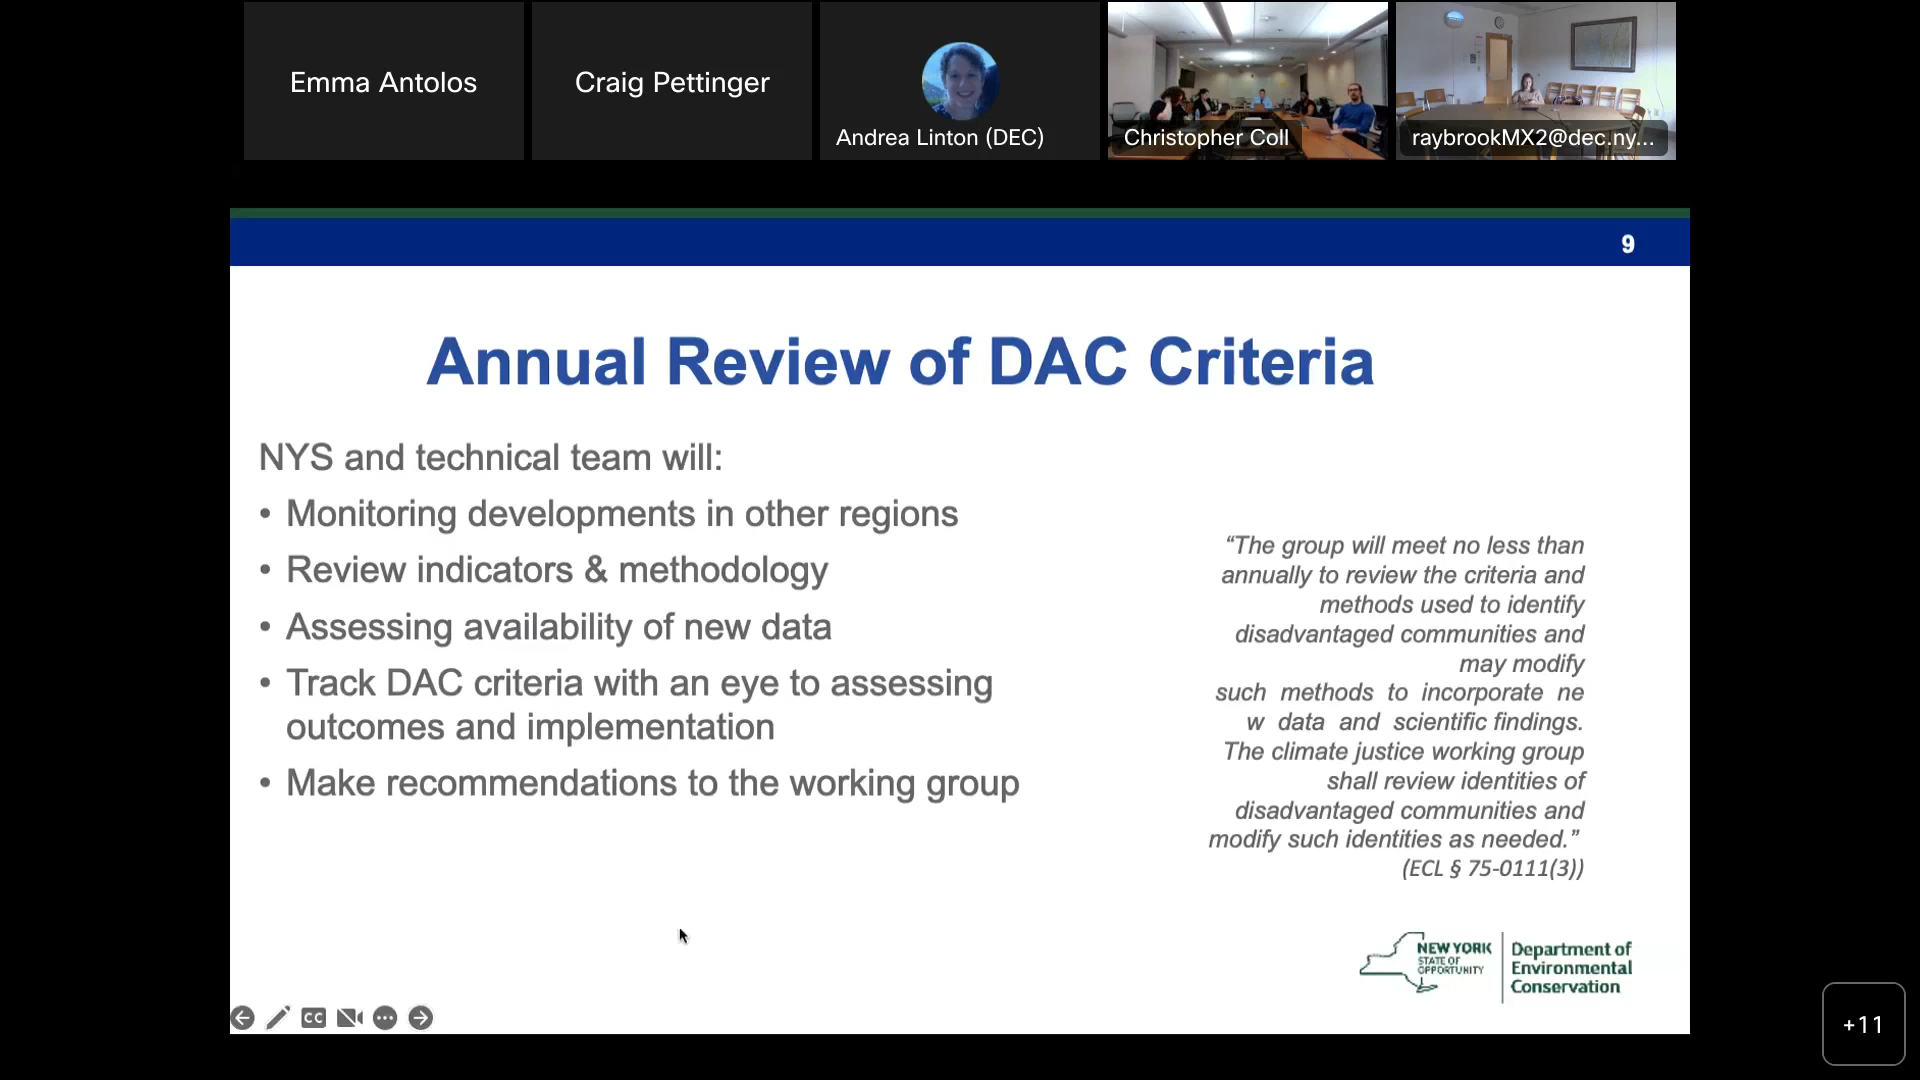 Emma Antolos
Craig Pettinger
Andrea Linton (DEC)
Christopher Coll
raybrookMX2@dec.ny...
9
Annual Review of DAC Criteria
NYS and technical team will:
• Monitoring developments in other regions
• Review indicators & methodology
• Assessing availability of new data
• Track DAC criteria with an eye to assessing
outcomes and implementation
• Make recommendations to the working group
“The group will meet no less than
annually to review the criteria and
methods used to identify
disadvantaged communities and
may modify
such methods to incorporate ne
w data and scientific findings.
The climate justice working group
shall review identities of
disadvantaged communities and
modify such identities as needed.”
(ECL § 75-0111(3))
NEW YORK
STATE OF
OPPORTUNITY
Department of
Environmental
Conservation
CC
+11